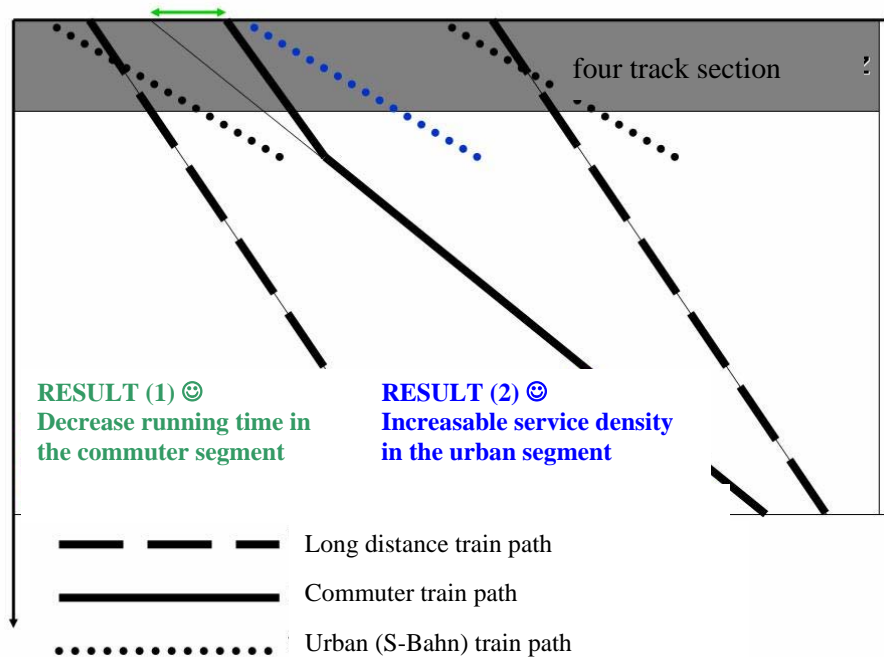 four track section
RESULT (1) ☺
Decrease running time in
the commuter segment
RESULT (2) ☺
Increasable service density
in the urban segment
Long distance train path
Commuter train path
Urban (S-Bahn) train path